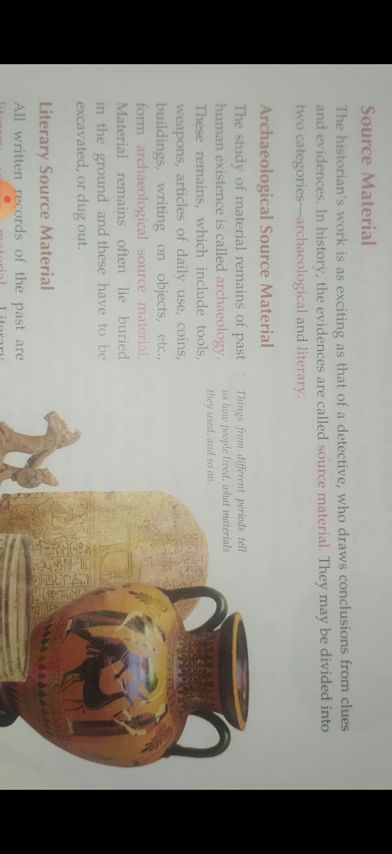 Source Material
The historian's work is as exciting as that of a detective, who draws conclusions from clues
and evidences. In history, the evidences are called source material. They may be divided into
two categories—archaeological and literary.
Archaeological Source Material
The study of material remains of past
human existence is called archaeology.
These remains, which include tools,
weapons, articles of daily use, coins,
buildings, writing on objects, etc.,
form archaeological source material.
Material remains often lie buried
in the ground and these have to be
excavated, or dug out.
Things from different periods tell
us how people lived, what materials
they used, and so on.
Literary Source Material
All written records of the past are
material. Literary